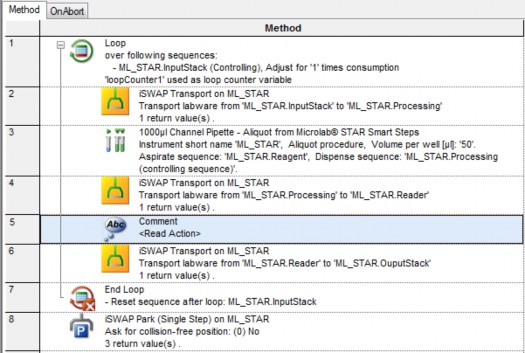 Method OnAbort
Method
1 Loop
over following sequences:
- ML_STAR.InputStack (Controlling), Adjust for '1' times consumption
'loopCounter1' used as loop counter variable
2 iSWAP Transport on ML_STAR
Transport labware from 'ML_STAR.InputStack' to 'ML_STAR.Processing'
1 return value(s) .
3 1000µl Channel Pipette - Aliquot from Microlab® STAR Smart Steps
Instrument short name 'ML_STAR', Aliquot procedure, Volume per well [µl]: '50'.
Aspirate sequence: 'ML_STAR.Reagent', Dispense sequence: 'ML_STAR.Processing
(controlling sequence)'.
4 iSWAP Transport on ML_STAR
Transport labware from 'ML_STAR.Processing' to 'ML_STAR.Reader'
1 return value(s) .
5 Abc Comment
<Read Action>
6 iSWAP Transport on ML_STAR
Transport labware from 'ML_STAR.Reader' to 'ML_STAR.OuputStack'
1 return value(s) .
7 End Loop
- Reset sequence after loop: ML_STAR.InputStack
8 P iSWAP Park (Single Step) on ML_STAR
Ask for collision-free position: (0) No
3 return value(s) .